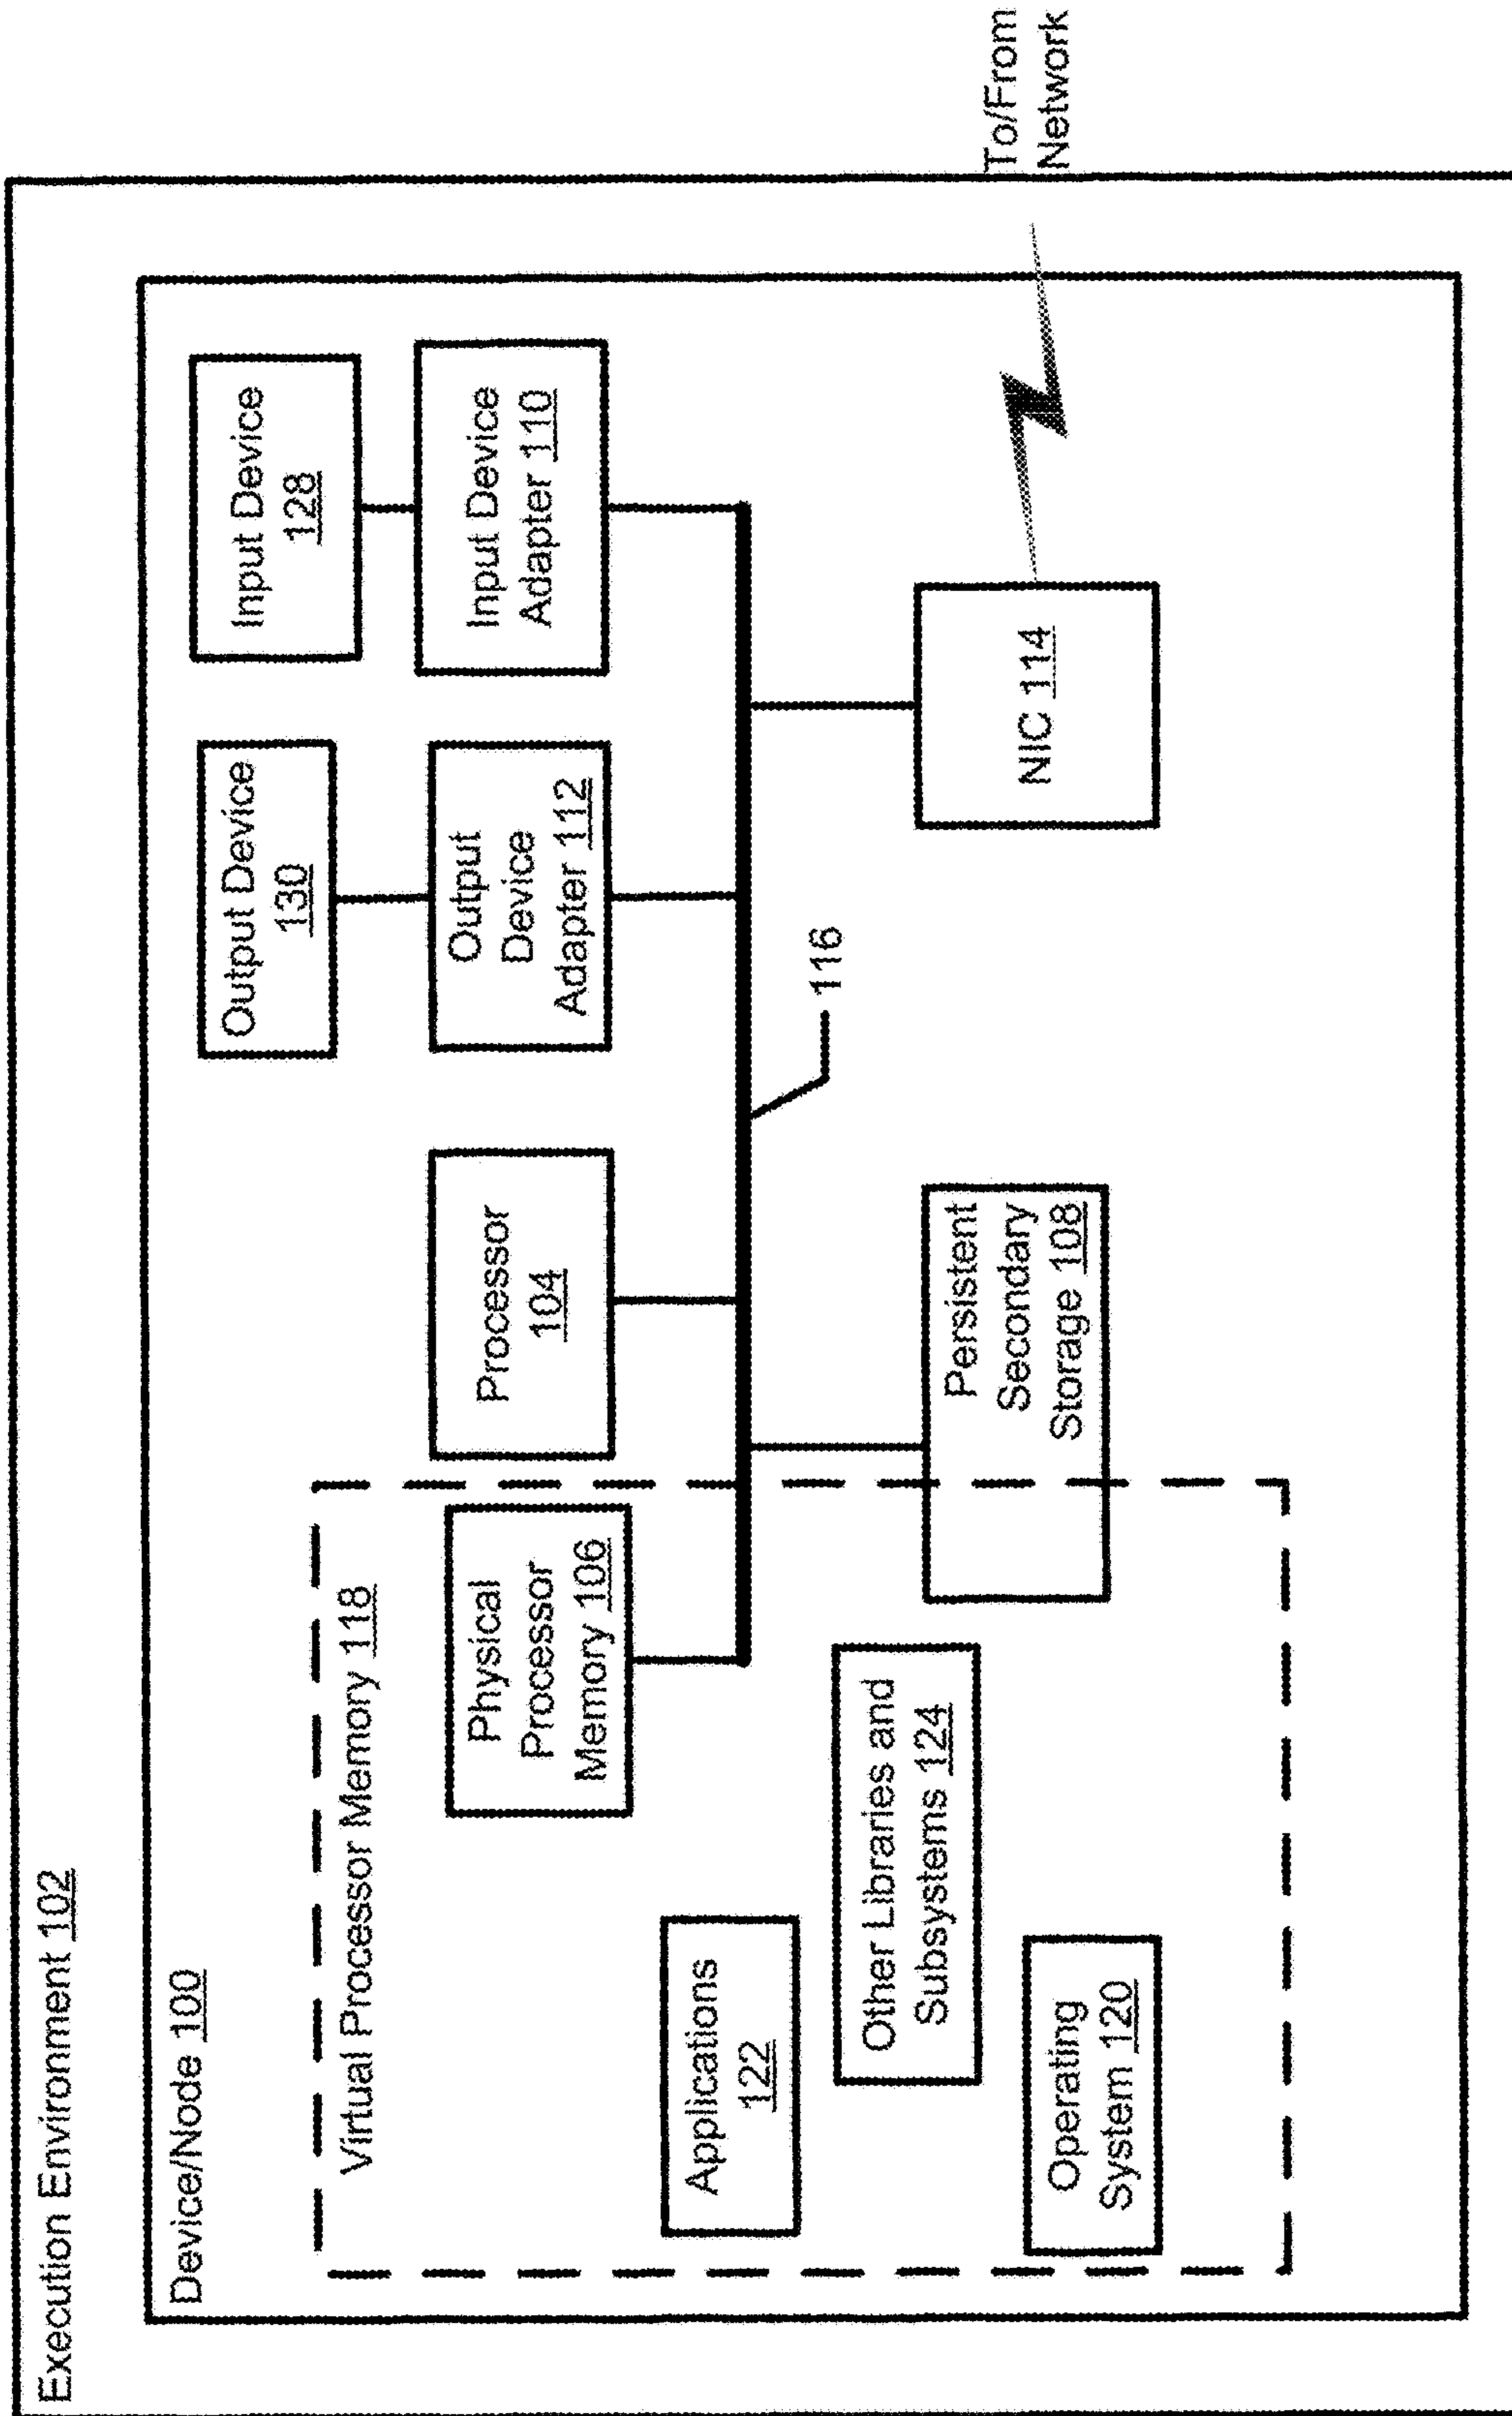 Execution Environment 102
Device/Node 100
Virtual Processor Memory 118
Physical
Processor
Memory 106
Processor
104
Output Device
130
Output
Device
Adapter 112
Input Device
128
Input Device
Adapter 110
Applications
122
Other Libraries and
Subsystems 124
Operating
System 120
Persistent
Secondary
Storage 108
116
NIC 114
To/From
Network